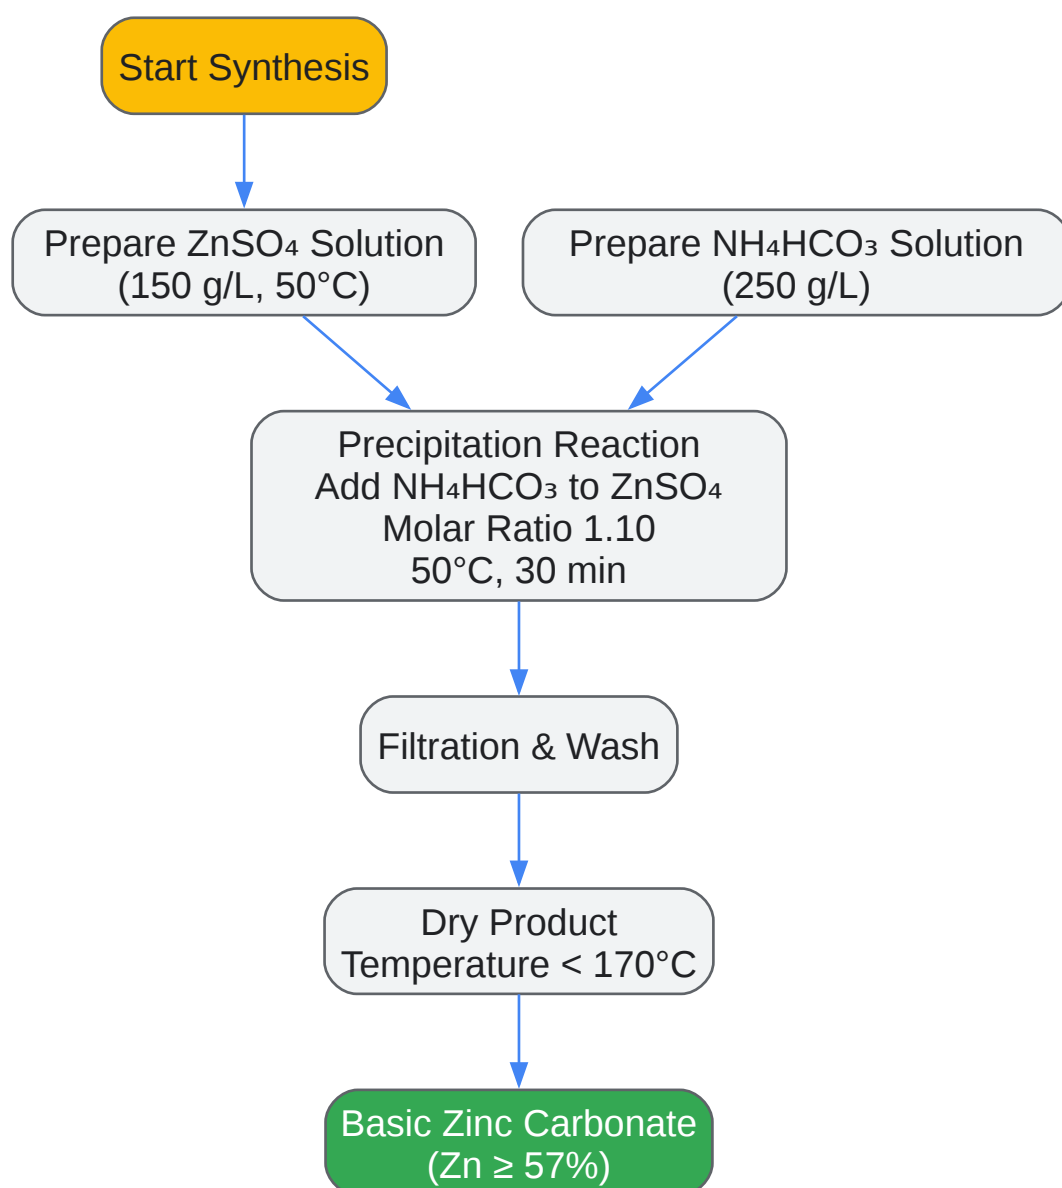 Start Synthesis
Prepare ZnSO₄ Solution
(150 g/L, 50°C)
Prepare NH₄HCO₃ Solution
(250 g/L)
Precipitation Reaction
Add NH₄HCO₃ to ZnSO₄
Molar Ratio 1.10
50°C, 30 min
Filtration & Wash
Dry Product
Temperature < 170°C
Basic Zinc Carbonate
(Zn ≥ 57%)